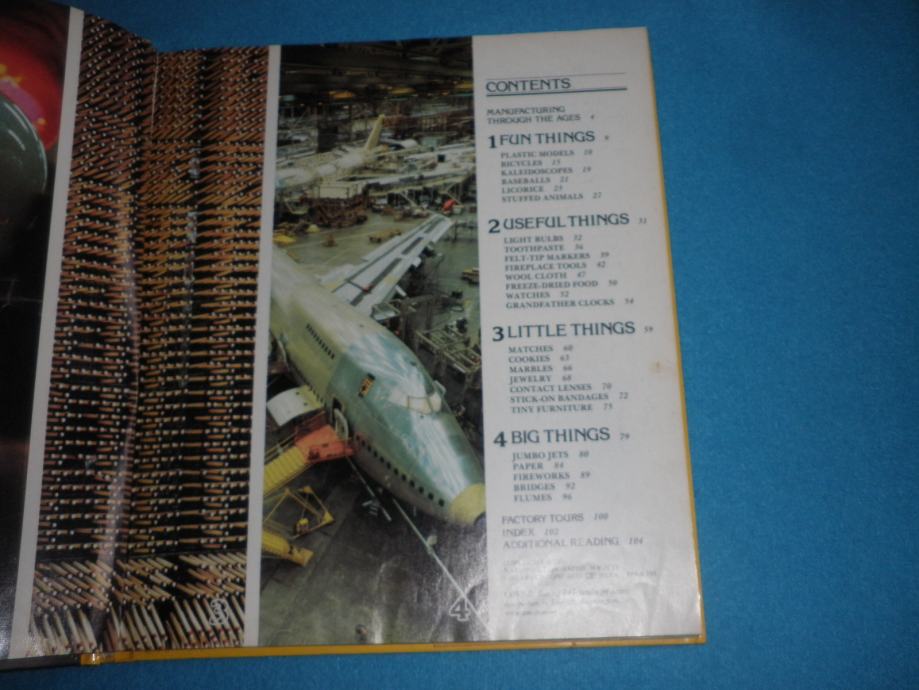 3
4
CONTENTS
MANUFACTURING
THROUGH THE AGES 4
1 FUN THINGS 9
PLASTIC MODELS 10
BICYCLES 15
KALEIDOSCOPES 19
BASEBALLS 21
LICORICE 25
STUFFED ANIMALS 27
2 USEFUL THINGS 31
LIGHT BULBS 32
TOOTHPASTE 36
FELT-TIP MARKERS 39
FIREPLACE TOOLS 42
WOOL CLOTH 47
FREEZE-DRIED FOOD 50
WATCHES 52
GRANDFATHER CLOCKS 54
3 LITTLE THINGS 59
MATCHES 60
COOKIES 63
MARBLES 66
JEWELRY 68
CONTACT LENSES 70
STICK-ON BANDAGES 72
TINY FURNITURE 75
4 BIG THINGS 79
JUMBO JETS 80
PAPER 84
FIREWORKS 89
BRIDGES 92
FLUMES 96
FACTORY TOURS 100
INDEX 102
ADDITIONAL READING 104